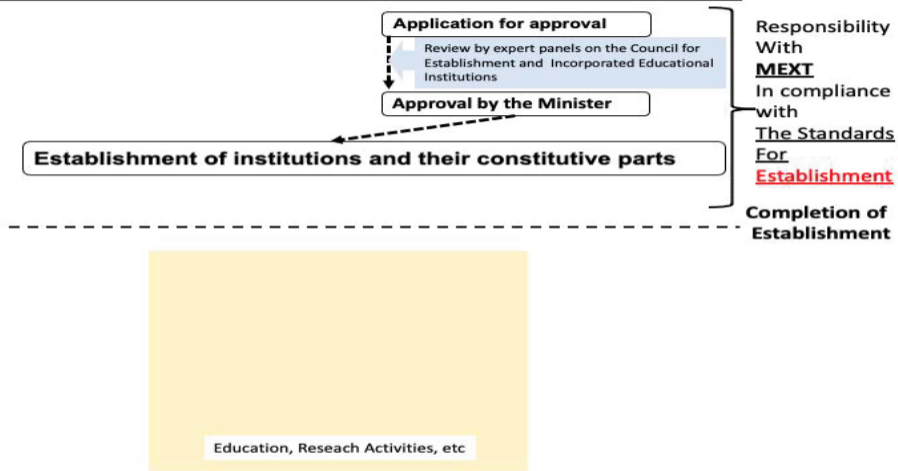 Application for approval
Review by expert panels on the Council for
Establishment and Incorporated Educational
Institutions
Approval by the Minister
Establishment of institutions and their constitutive parts
Responsibility
With
MEXT
In compliance
with
The Standards
For
Establishment
Completion of
Establishment
Education, Reseach Activities, etc